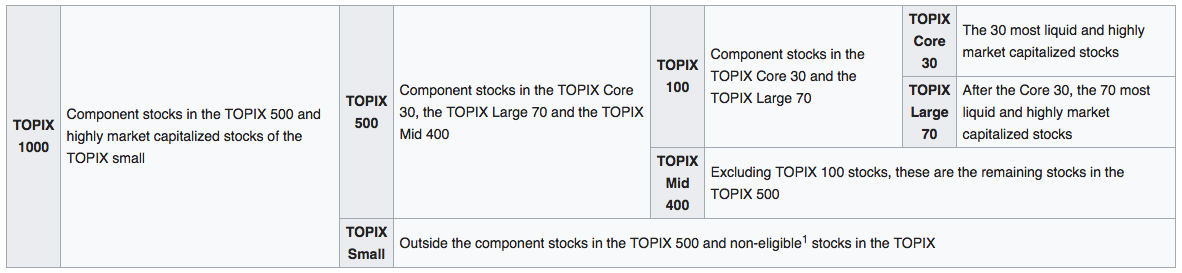 TOPIX
1000
Component stocks in the TOPIX 500 and
highly market capitalized stocks of the
TOPIX small
TOPIX
500
Component stocks in the TOPIX Core
30, the TOPIX Large 70 and the TOPIX
Mid 400
TOPIX
100
Component stocks in the
TOPIX Core 30 and the
TOPIX Large 70
TOPIX
Core
30
The 30 most liquid and highly
market capitalized stocks
TOPIX
Large
70
After the Core 30, the 70 most
liquid and highly market
capitalized stocks
TOPIX
Mid
400
Excluding TOPIX 100 stocks, these are the remaining stocks in the
TOPIX 500
TOPIX
Small
Outside the component stocks in the TOPIX 500 and non-eligible¹ stocks in the TOPIX